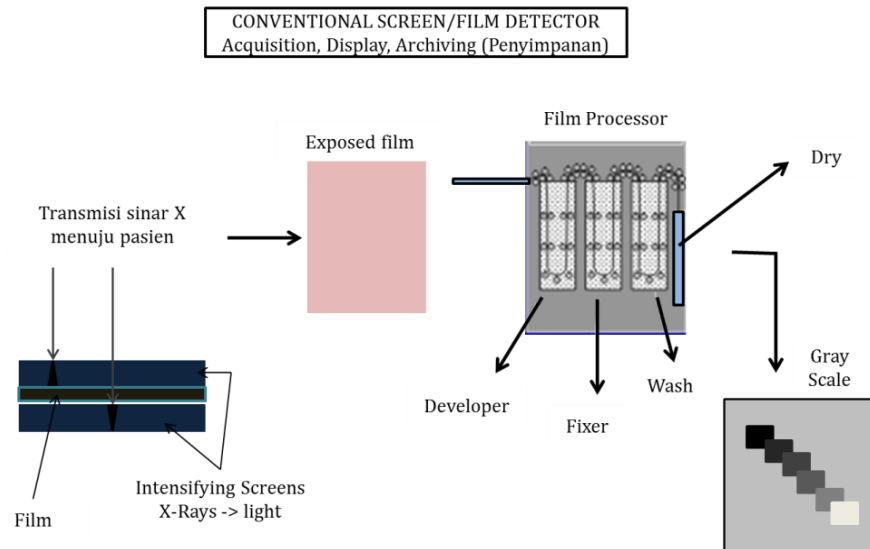 CONVENTIONAL SCREEN/FILM DETECTOR
Acquisition, Display, Archiving (Penyimpanan)
Film Processor
Exposed film
Dry
Transmisi sinar X
menuju pasien
Gray
Scale
Wash
Developer
Fixer
Intensifying Screens
X-Rays -> light
Film